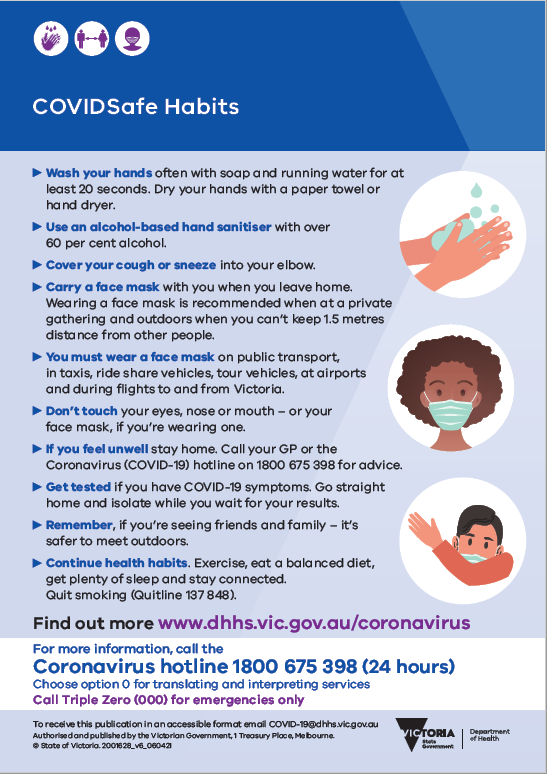 COVIDSafe Habits
Wash your hands often with soap and running water for at
least 20 seconds. Dry your hands with a paper towel or
hand dryer.
Use an alcohol-based hand sanitiser with over
60 per cent alcohol.
Cover your cough or sneeze into your elbow.
Carry a face mask with you when you leave home.
Wearing a face mask is recommended when at a private
gathering and outdoors when you can't keep 1.5 metres
distance from other people.
You must wear a face mask on public transport,
in taxis, ride share vehicles, tour vehicles, at airports
and during flights to and from Victoria.
Don't touch your eyes, nose or mouth – or your
face mask, if you're wearing one.
If you feel unwell stay home. Call your GP or the
Coronavirus (COVID-19) hotline on 1800 675 398 for advice.
Get tested if you have COVID-19 symptoms. Go straight
home and isolate while you wait for your results.
Remember, if you're seeing friends and family – it's
safer to meet outdoors.
Continue health habits. Exercise, eat a balanced diet,
get plenty of sleep and stay connected.
Quit smoking (Quitline 137 848).
Find out more www.dhhs.vic.gov.au/coronavirus
For more information, call the
Coronavirus hotline 1800 675 398 (24 hours)
Choose option 0 for translating and interpreting services
Call Triple Zero (000) for emergencies only
To receive this publication in an accessible format email COVID-19@dhhs.vic.gov.au
Authorised and published by the Victorian Government, 1 Treasury Place, Melbourne.
© State of Victoria. 2001628_v6_060421
VICTORIA
State
Government
Department
of Health